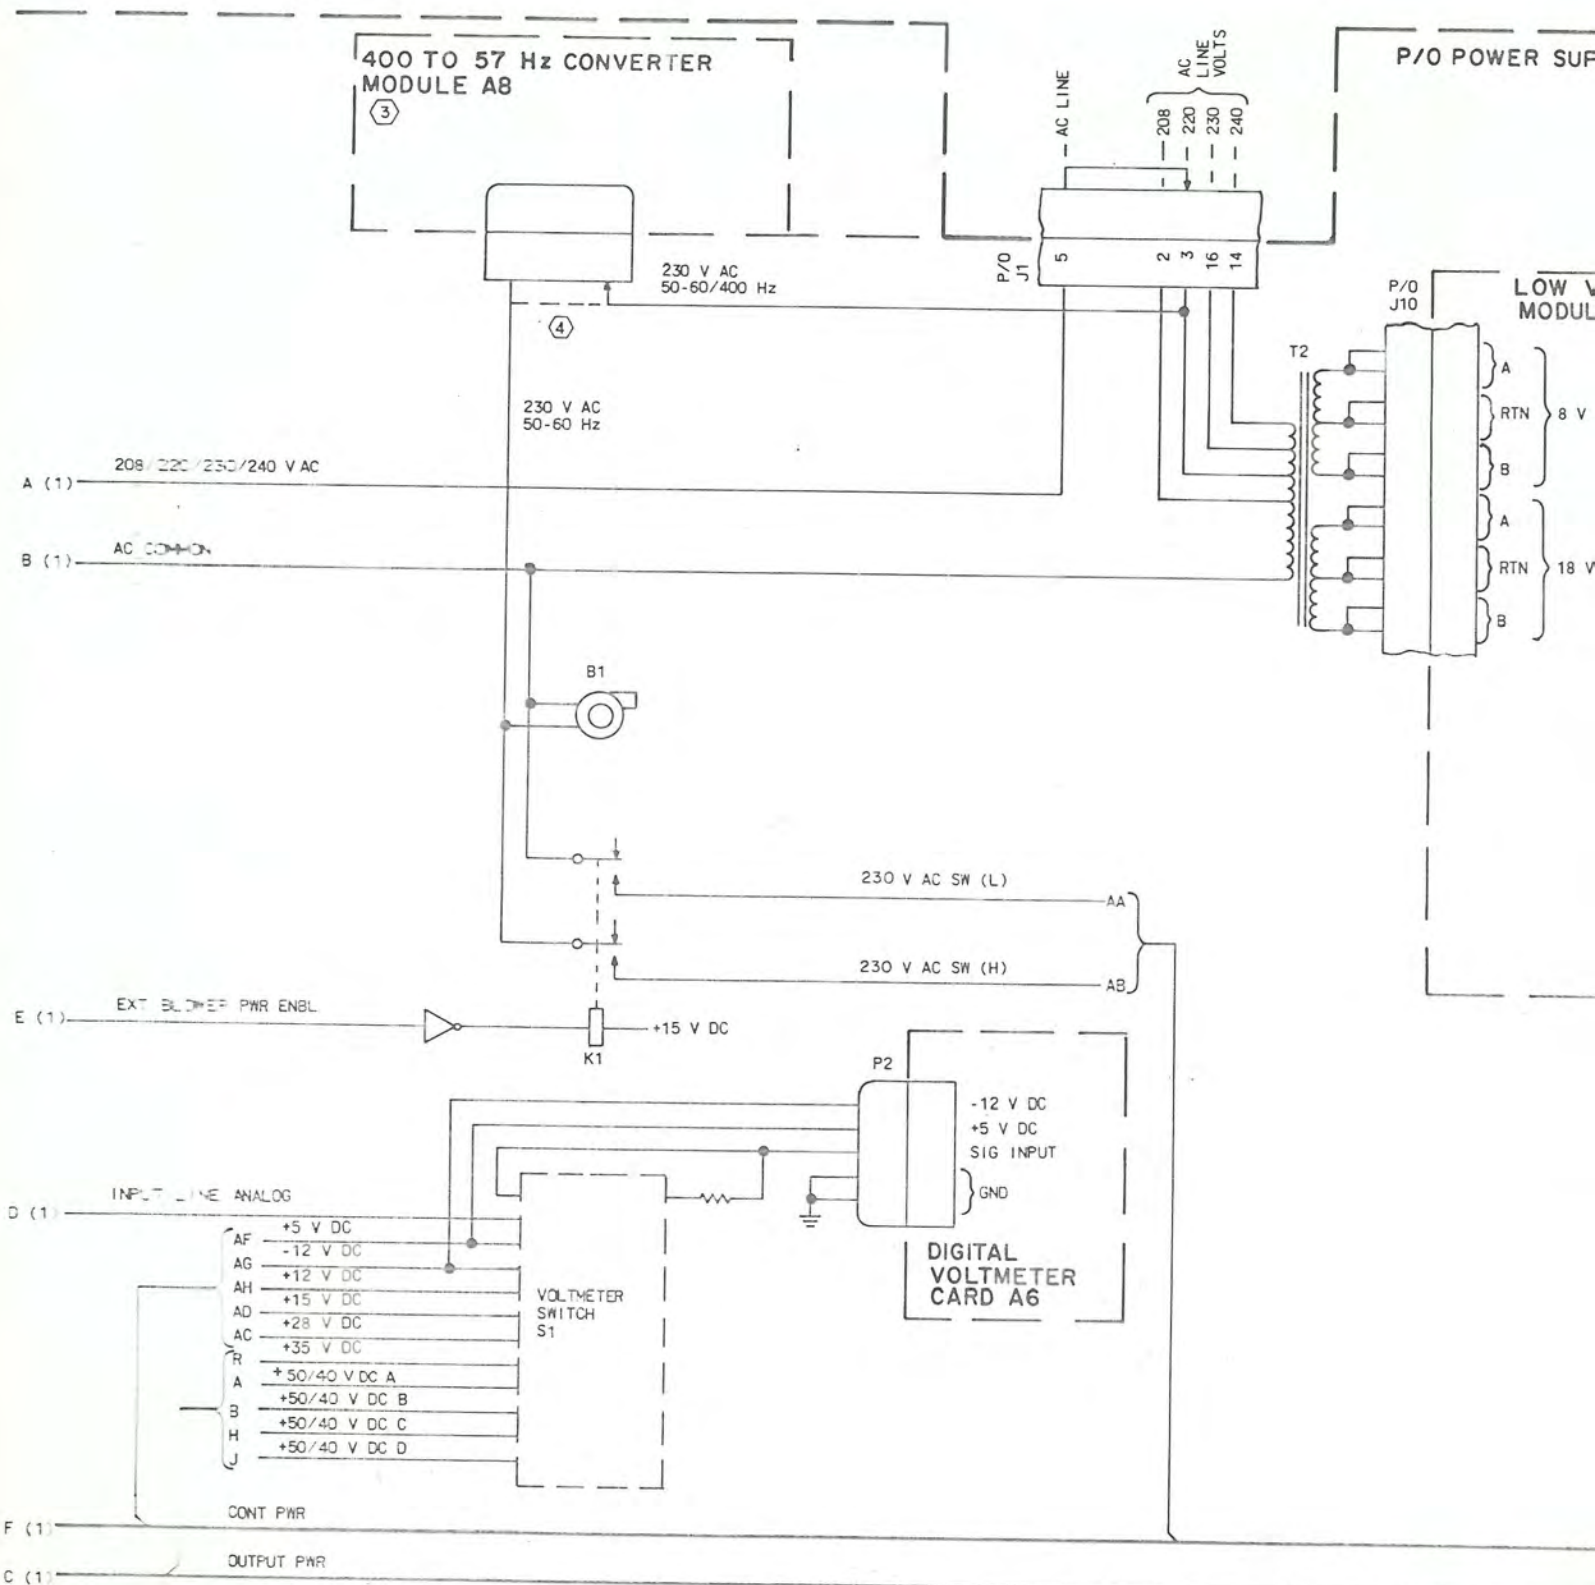 400 TO 57 Hz CONVERTER
MODULE A8
3
AC LINE
AC
LINE
VOLTS
208
220
230
240
P/O POWER SUP
P/O
J1
5
2
3
16
14
230 V AC
50-60/400 Hz
4
P/O
J10
LOW V
MODUL
T2
A
RTN
B
8 V
A
RTN
B
18 V
230 V AC
50-60 Hz
A (1)
208/220/230/240 V AC
B (1)
AC COMMON
B1
230 V AC SW (L)
AA
230 V AC SW (H)
AB
E (1)
EXT BLOWER PWR ENBL
+15 V DC
K1
P2
-12 V DC
+5 V DC
SIG INPUT
GND
DIGITAL
VOLTMETER
CARD A6
D (1)
INPUT LINE ANALOG
AF +5 V DC
AG -12 V DC
AH +12 V DC
AD +15 V DC
AC +28 V DC
R +35 V DC
A +50/40 V DC A
B +50/40 V DC B
H +50/40 V DC C
J +50/40 V DC D
VOLTMETER
SWITCH
S1
F (1)
CONT PWR
C (1)
OUTPUT PWR